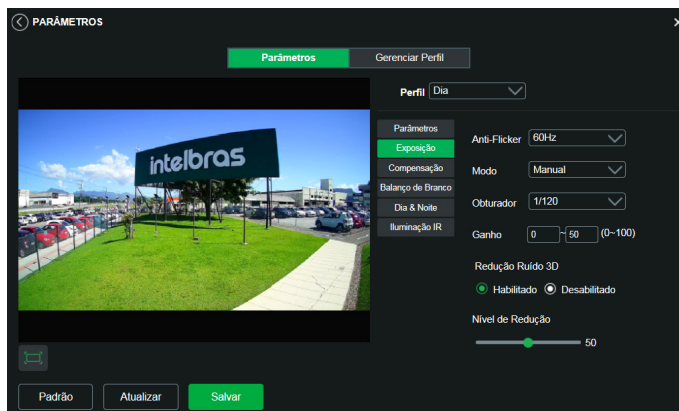 PARÂMETROS
Parâmetros
Gerenciar Perfil
Perfil Dia
intelbras
Parâmetros
Exposição
Compensação
Balanço de Branco
Dia & Noite
Iluminação IR
Anti-Flicker 60Hz
Modo Manual
Obturador 1/120
Ganho 0 ~ 50 (0~100)
Redução Ruído 3D
Habilitado Desabilitado
Nível de Redução
50
Padrão
Atualizar
Salvar